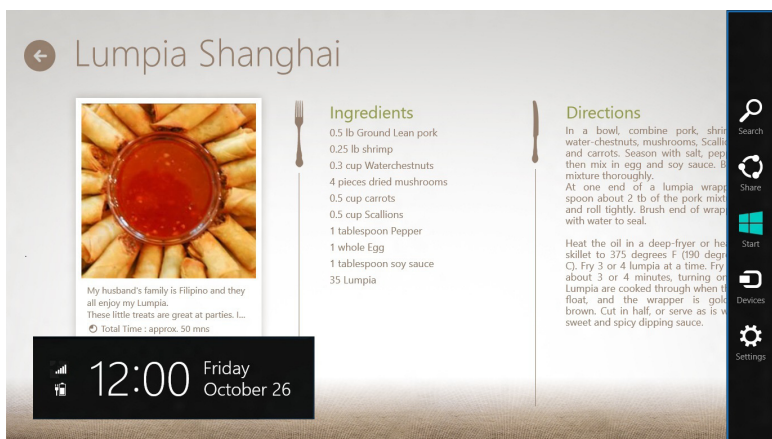 Lumpia Shanghai
My husband's family is Filipino and they
all enjoy my Lumpia.
These little treats are great at parties. I...
Total Time : approx. 50 mns
Ingredients
0.5 lb Ground Lean pork
0.25 lb shrimp
0.3 cup Waterchestnuts
4 pieces dried mushrooms
0.5 cup carrots
0.5 cup Scallions
1 tablespoon Pepper
1 whole Egg
1 tablespoon soy sauce
35 Lumpia
Directions
In a bowl, combine pork,
water-chestnuts, mushrooms,
and carrots. Season with salt,
then mix in egg and soy sauce.
mixture thoroughly.
At one end of a lumpia
spoon about 2 tb of the pork
and roll tightly. Brush end of
with water to seal.
Heat the oil in a deep-fryer or
skillet to 375 degrees F (190
C). Fry 3 or 4 lumpia at a time. Fry
about 3 or 4 minutes, turning
Lumpia are cooked through when
float, and the wrapper is
brown. Cut in half, or serve as is
sweet and spicy dipping sauce.
12:00
Friday
October 26
Search
Share
Start
Devices
Settings